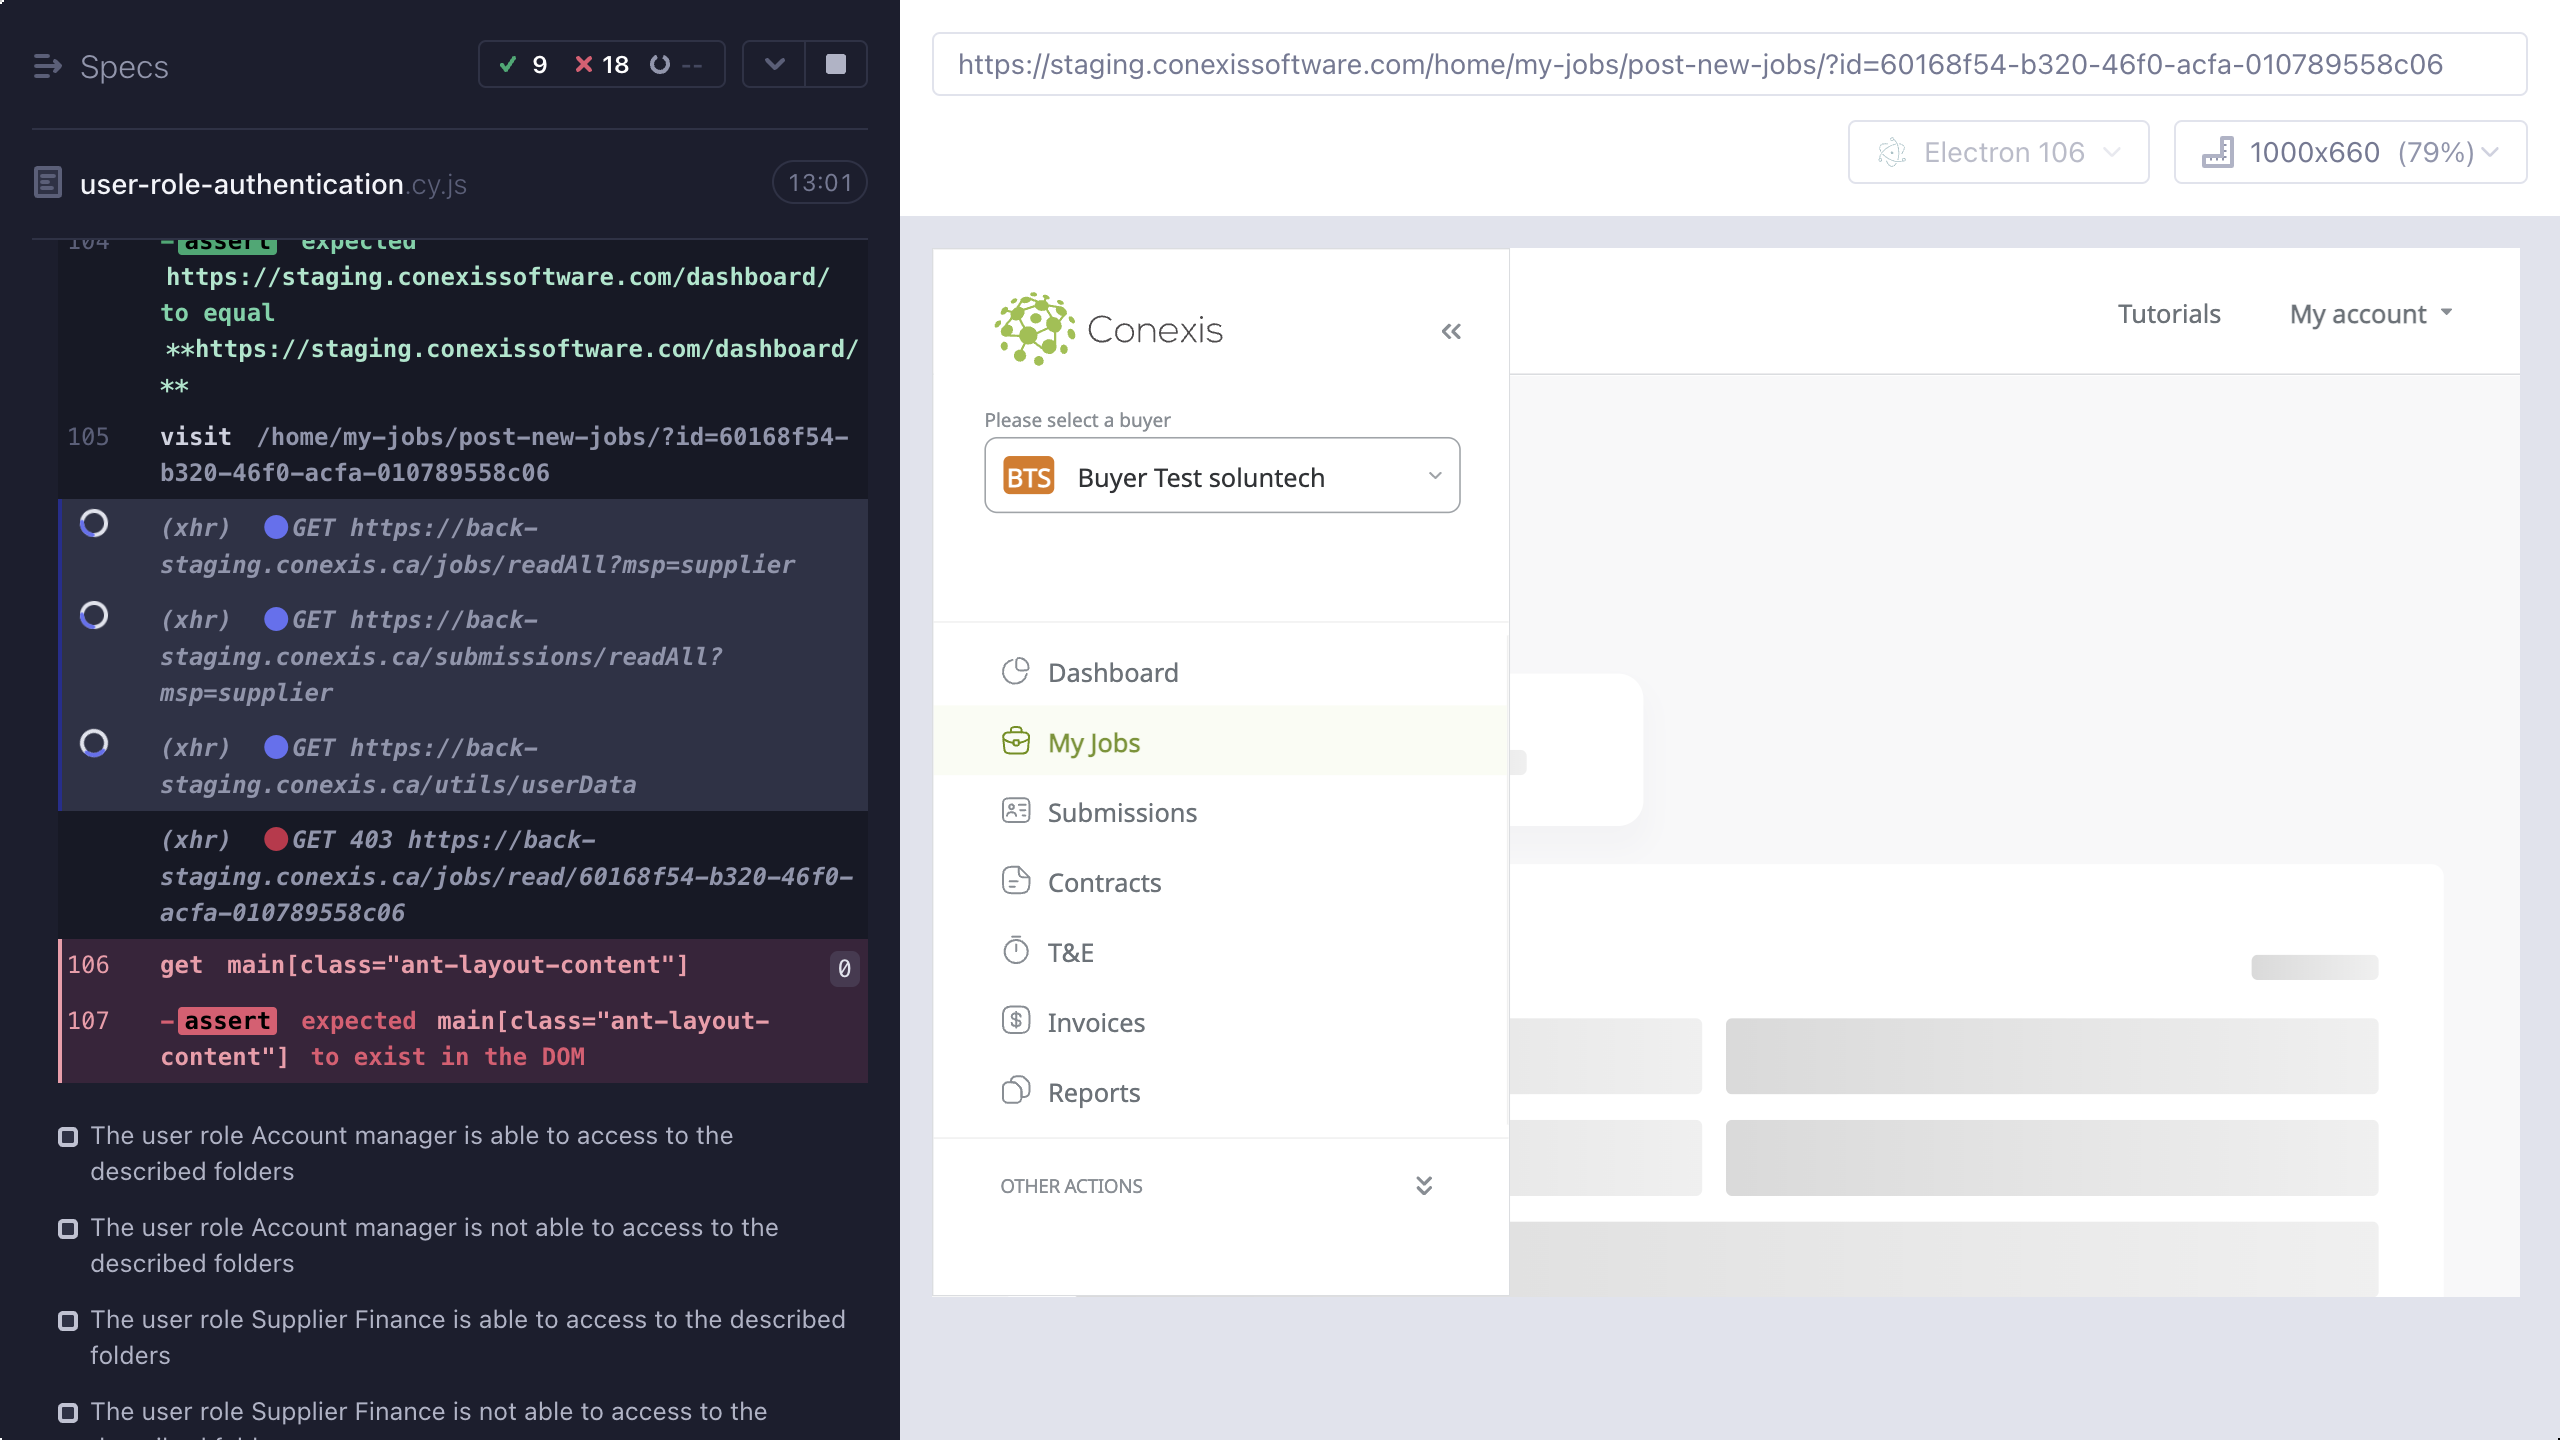 Specs
9 18 --
user-role-authentication.cy.js
13:01
104 -assert expected
https://staging.conexissoftware.com/dashboard/
to equal
**https://staging.conexissoftware.com/dashboard/
**
105 visit /home/my-jobs/post-new-jobs/?id=60168f54-
b320-46f0-acfa-010789558c06
(xhr) GET https://back-
staging.conexis.ca/jobs/readAll?msp=supplier
(xhr) GET https://back-
staging.conexis.ca/submissions/readAll?
msp=supplier
(xhr) GET https://back-
staging.conexis.ca/utils/userData
(xhr) GET 403 https://back-
staging.conexis.ca/jobs/read/60168f54-b320-46f0-
acfa-010789558c06
106 get main[class="ant-layout-content"] 0
107 -assert expected main[class="ant-layout-
content"] to exist in the DOM
The user role Account manager is able to access to the
described folders
The user role Account manager is not able to access to the
described folders
The user role Supplier Finance is able to access to the described
folders
The user role Supplier Finance is not able to access to the
https://staging.conexissoftware.com/home/my-jobs/post-new-jobs/?id=60168f54-b320-46f0-acfa-010789558c06
Electron 106
1000x660 (79%)
Conexis
Tutorials
My account
Please select a buyer
BTS Buyer Test soluntech
Dashboard
My Jobs
Submissions
Contracts
T&E
Invoices
Reports
OTHER ACTIONS